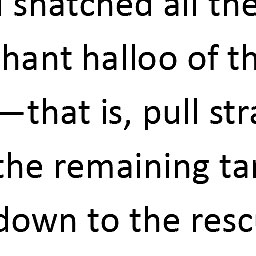 snatched all the
hant halloo of th
—that is, pull stra
the remaining tar
down to the rescu